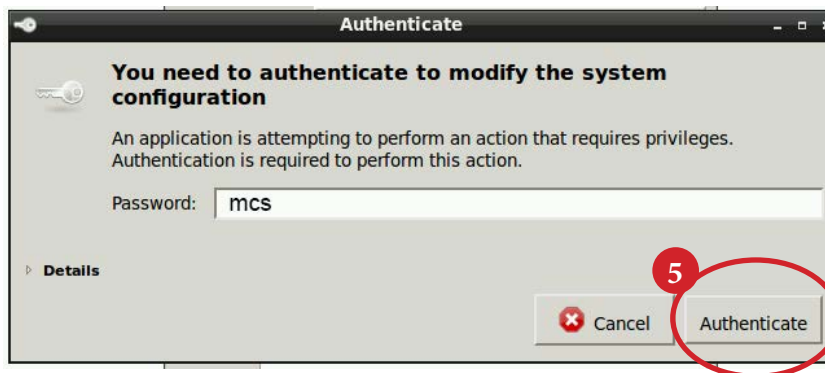 Authenticate
You need to authenticate to modify the system
configuration
An application is attempting to perform an action that requires privileges.
Authentication is required to perform this action.
Password: mcs
Details
5
Cancel Authenticate